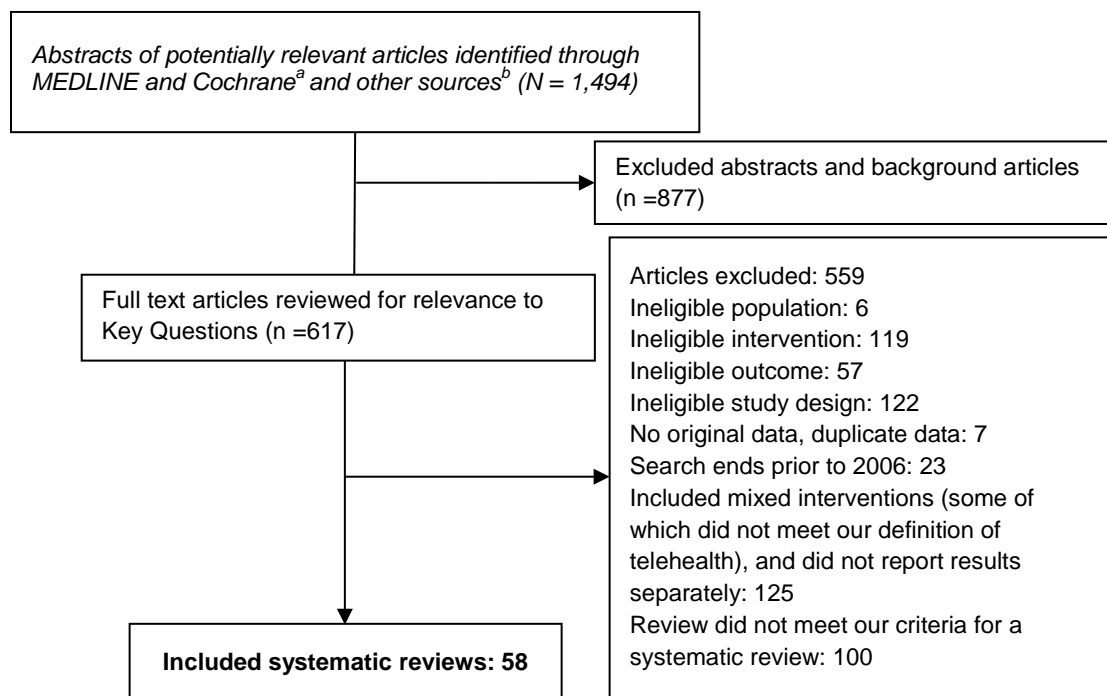 Abstracts of potentially relevant articles identified through
MEDLINE and Cochraneᵃ and other sourcesᵇ (N = 1,494)
Excluded abstracts and background articles
(n =877)
Full text articles reviewed for relevance to
Key Questions (n =617)
Articles excluded: 559
Ineligible population: 6
Ineligible intervention: 119
Ineligible outcome: 57
Ineligible study design: 122
No original data, duplicate data: 7
Search ends prior to 2006: 23
Included mixed interventions (some of
which did not meet our definition of
telehealth), and did not report results
separately: 125
Review did not meet our criteria for a
systematic review: 100
Included systematic reviews: 58